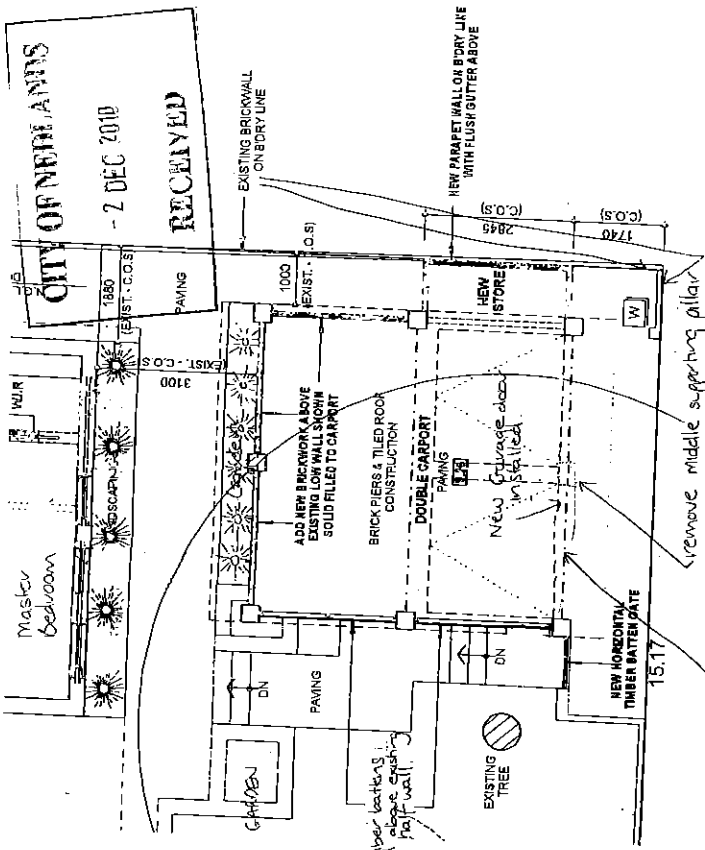 CITY OF NEDLANDS
- 2 DEC 2010
RECEIVED
EXISTING BRICKWALL
ON B'DRY LINE
NEW PARAPET WALL ON B'DRY LINE
WITH FLUSH GUTTER ABOVE
1880
(EXIST. - C.O.S)
PAVING
1000
(EXIST. - C.O.S)
2845
(C.O.S)
1740
(C.O.S)
W.I.R
Master
Bedroom
3100
(EXIST. - C.O.S)
Garden
ADD NEW BRICKWORK ABOVE
EXISTING LOW WALL SHOWN
SOLID FILLED TO CARPORT
BRICK PIERS & TILED ROOF
CONSTRUCTION
DOUBLE CARPORT
PAVING
New Garage door
installed
NEW
STORE
W
remove middle supporting pillar
DN
PAVING
DN
NEW HORIZONTAL
TIMBER BATTEN GATE
15.17
GARDEN
battens
above existing
half wall.
EXISTING
TREE